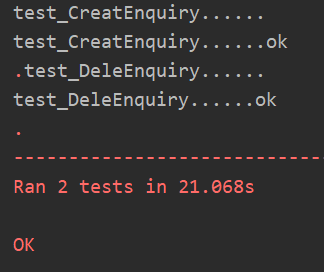 test_CreatEnquiry......
test_CreatEnquiry......ok
.test_DeleEnquiry......
test_DeleEnquiry......ok
.
----------------------------
Ran 2 tests in 21.068s
OK